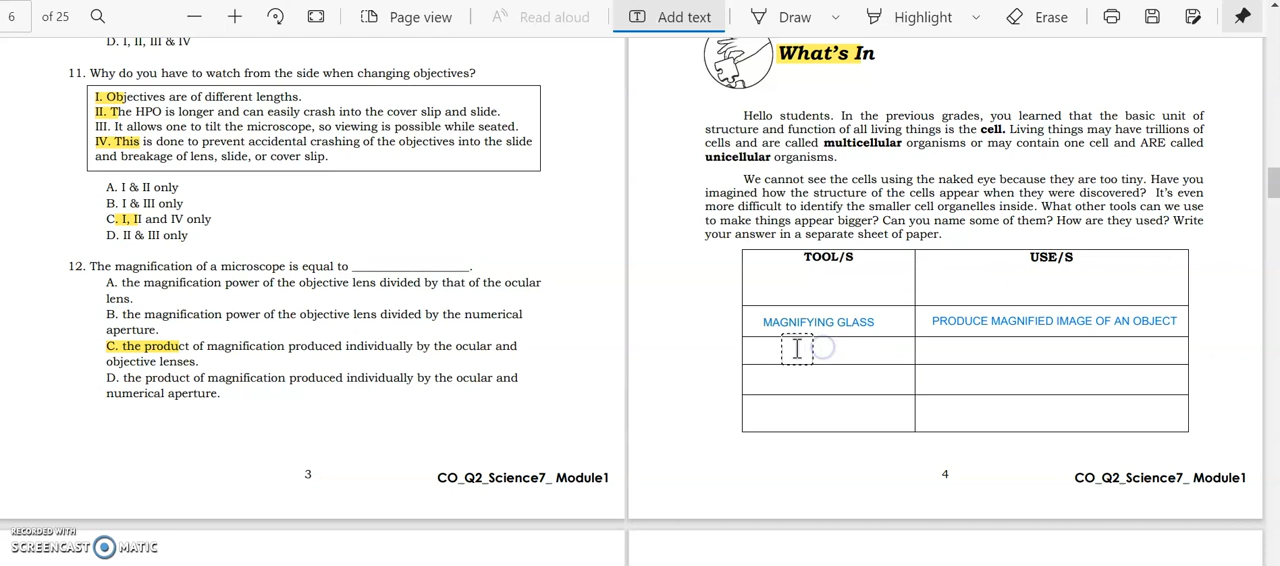 6 of 25 Page view Read aloud Add text Draw Highlight Erase
D. I, II, III & IV
11. Why do you have to watch from the side when changing objectives?
I. Objectives are of different lengths.
II. The HPO is longer and can easily crash into the cover slip and slide.
III. It allows one to tilt the microscope, so viewing is possible while seated.
IV. This is done to prevent accidental crashing of the objectives into the slide
and breakage of lens, slide, or cover slip.
A. I & II only
B. I & III only
C. I, II and IV only
D. II & III only
12. The magnification of a microscope is equal to ___________________.
A. the magnification power of the objective lens divided by that of the ocular
lens.
B. the magnification power of the objective lens divided by the numerical
aperture.
C. the product of magnification produced individually by the ocular and
objective lenses.
D. the product of magnification produced individually by the ocular and
numerical aperture.
3
CO_Q2_Science7_ Module1
What's In
Hello students. In the previous grades, you learned that the basic unit of
structure and function of all living things is the cell. Living things may have trillions of
cells and are called multicellular organisms or may contain one cell and ARE called
unicellular organisms.
We cannot see the cells using the naked eye because they are too tiny. Have you
imagined how the structure of the cells appear when they were discovered? It's even
more difficult to identify the smaller cell organelles inside. What other tools can we use
to make things appear bigger? Can you name some of them? How are they used? Write
your answer in a separate sheet of paper.
TOOL/S USE/S
MAGNIFYING GLASS PRODUCE MAGNIFIED IMAGE OF AN OBJECT
4
CO_Q2_Science7_ Module1
RECORDED WITH
SCREENCAST MATIC